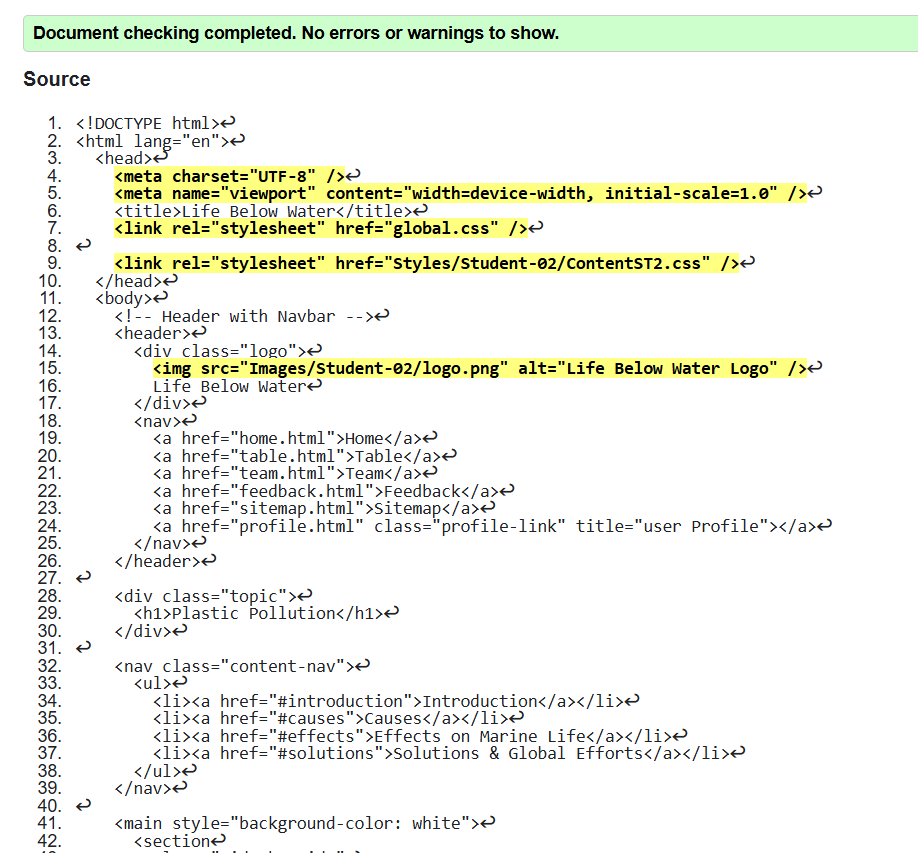 Document checking completed. No errors or warnings to show.
Source
1. <!DOCTYPE html>↩
2. <html lang="en">↩
3. <head>↩
4. <meta charset="UTF-8" />↩
5. <meta name="viewport" content="width=device-width, initial-scale=1.0" />↩
6. <title>Life Below Water</title>↩
7. <link rel="stylesheet" href="global.css" />↩
8. ↩
9. <link rel="stylesheet" href="Styles/Student-02/ContentST2.css" />↩
10. </head>↩
11. <body>↩
12. <!-- Header with Navbar -->↩
13. <header>↩
14. <div class="logo">↩
15. <img src="Images/Student-02/logo.png" alt="Life Below Water Logo" />↩
16. Life Below Water↩
17. </div>↩
18. <nav>↩
19. <a href="home.html">Home</a>↩
20. <a href="table.html">Table</a>↩
21. <a href="team.html">Team</a>↩
22. <a href="feedback.html">Feedback</a>↩
23. <a href="sitemap.html">Sitemap</a>↩
24. <a href="profile.html" class="profile-link" title="user Profile"></a>↩
25. </nav>↩
26. </header>↩
27. ↩
28. <div class="topic">↩
29. <h1>Plastic Pollution</h1>↩
30. </div>↩
31. ↩
32. <nav class="content-nav">↩
33. <ul>↩
34. <li><a href="#introduction">Introduction</a></li>↩
35. <li><a href="#causes">Causes</a></li>↩
36. <li><a href="#effects">Effects on Marine Life</a></li>↩
37. <li><a href="#solutions">Solutions & Global Efforts</a></li>↩
38. </ul>↩
39. </nav>↩
40. ↩
41. <main style="background-color: white">↩
42. <section↩